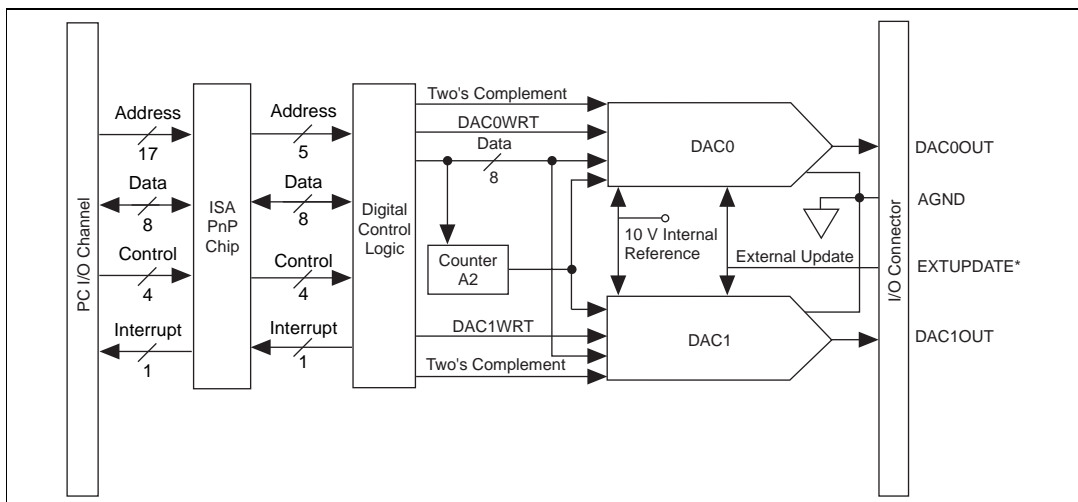 PC I/O Channel
Address
17
Data
8
Control
4
Interrupt
1
ISA
PnP
Chip
Address
5
Data
8
Control
4
Interrupt
1
Digital
Control
Logic
Two's Complement
DAC0WRT
Data
8
Counter
A2
DAC1WRT
Two's Complement
DAC0
10 V Internal
Reference
External Update
DAC1
I/O Connector
DAC0OUT
AGND
EXTUPDATE*
DAC1OUT